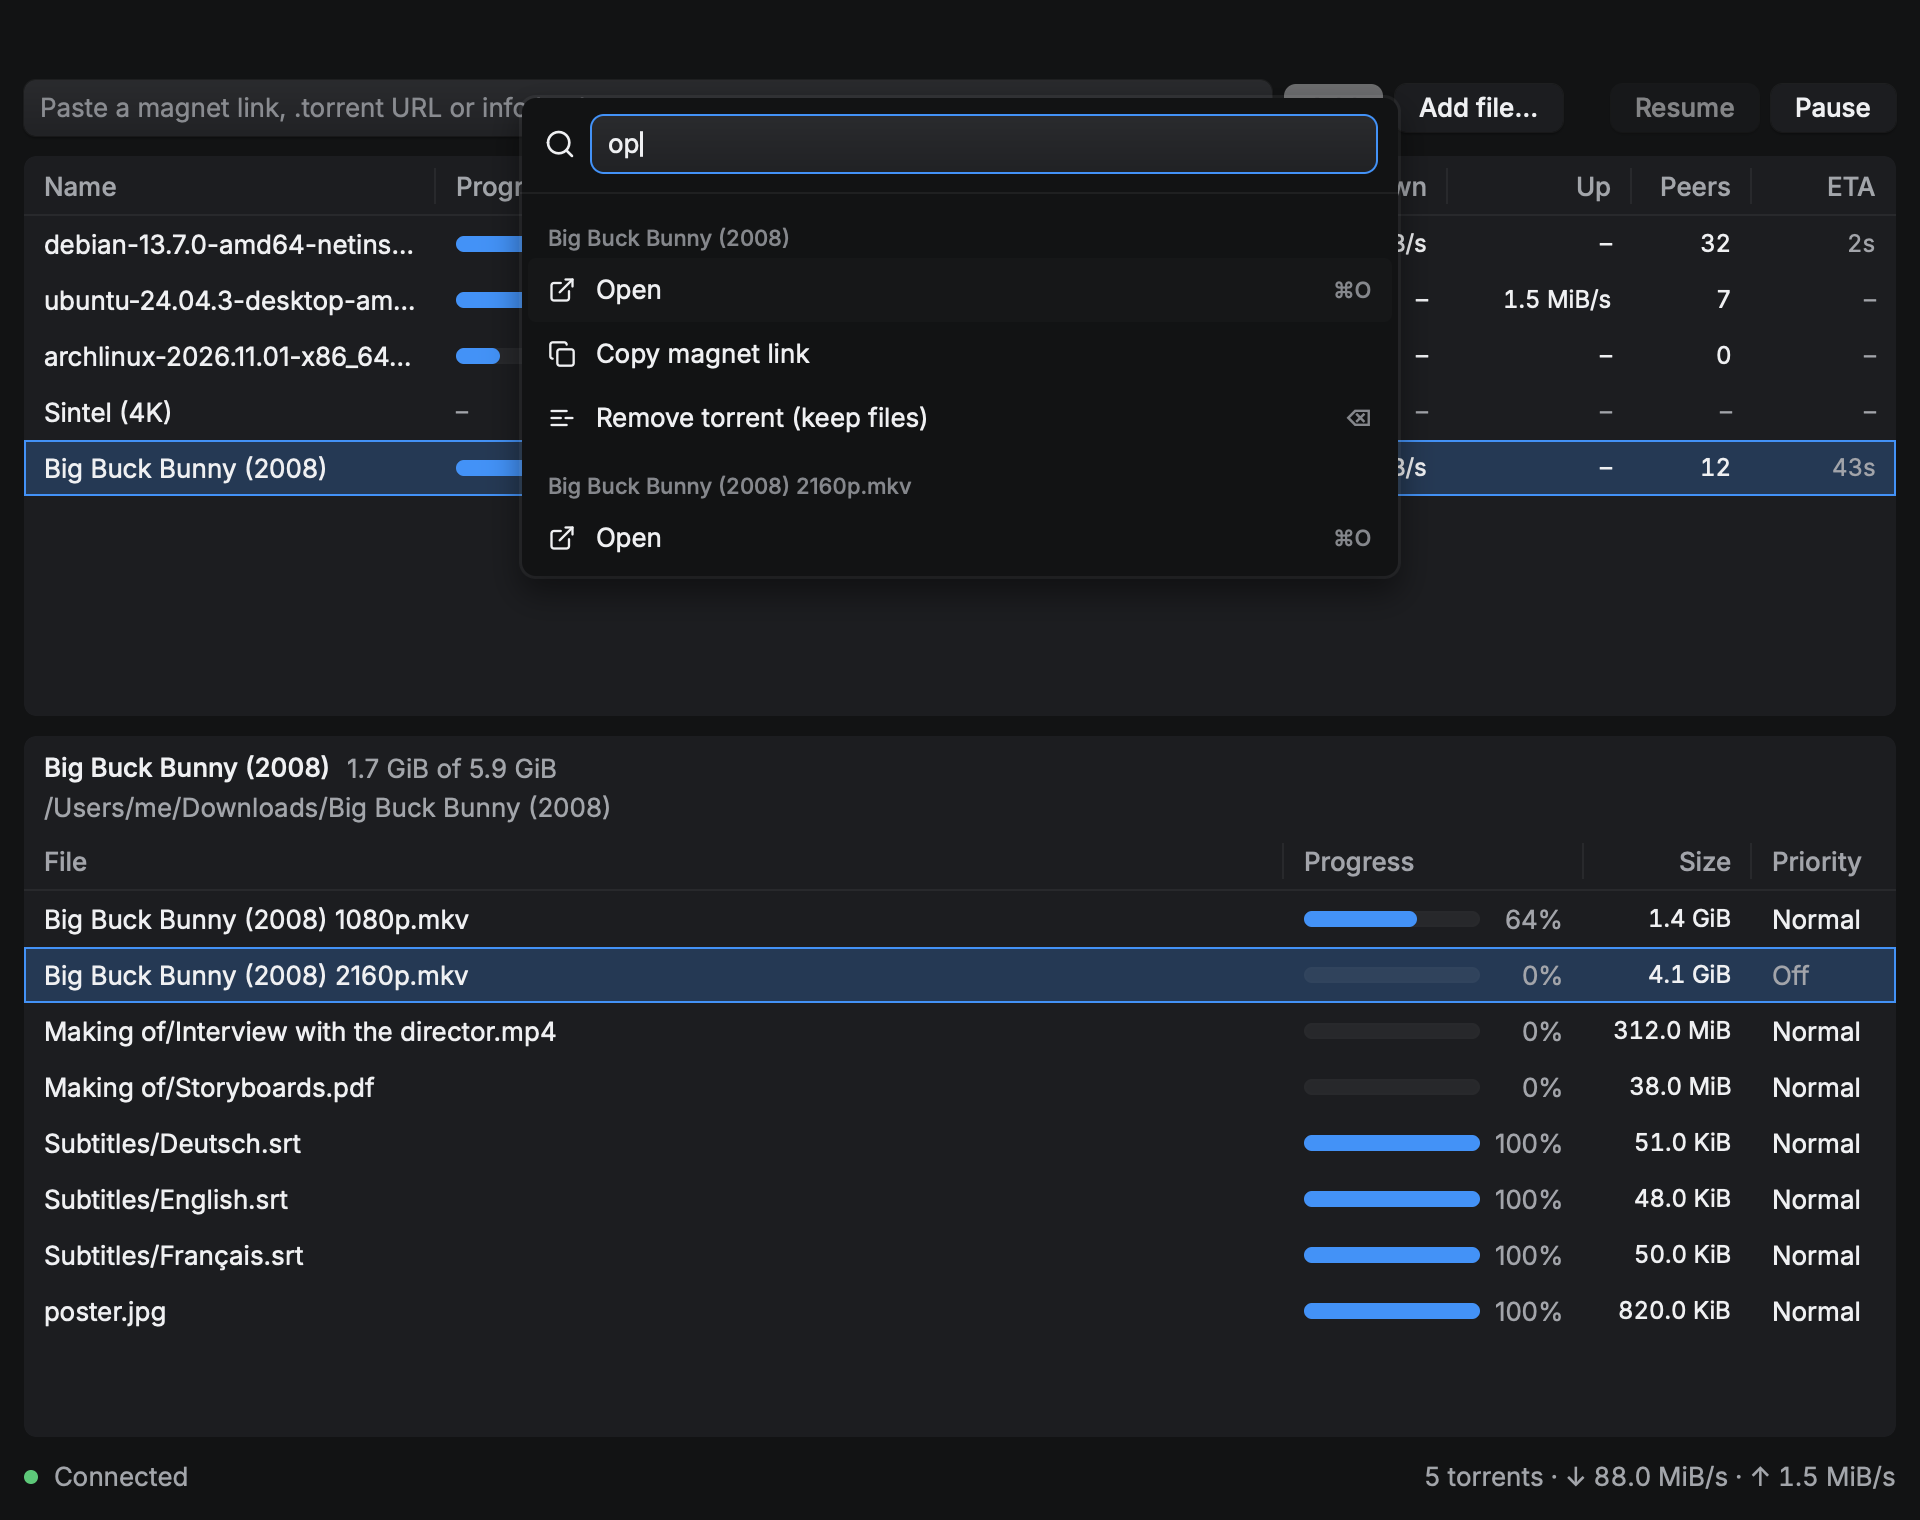 Paste a magnet link, .torrent URL or info
Add file...
Resume
Pause
op
Name
Up
Peers
ETA
Big Buck Bunny (2008)
debian-13.7.0-amd64-netins...
–
32
2s
Open
⌘O
ubuntu-24.04.3-desktop-am...
–
1.5 MiB/s
7
–
Copy magnet link
archlinux-2026.11.01-x86_64...
–
–
0
–
Remove torrent (keep files)
Sintel (4K)
–
–
–
–
–
Big Buck Bunny (2008)
–
12
43s
Big Buck Bunny (2008) 2160p.mkv
Open
⌘O
Big Buck Bunny (2008) 1.7 GiB of 5.9 GiB
/Users/me/Downloads/Big Buck Bunny (2008)
File Progress Size Priority
Big Buck Bunny (2008) 1080p.mkv 64% 1.4 GiB Normal
Big Buck Bunny (2008) 2160p.mkv 0% 4.1 GiB Off
Making of/Interview with the director.mp4 0% 312.0 MiB Normal
Making of/Storyboards.pdf 0% 38.0 MiB Normal
Subtitles/Deutsch.srt 100% 51.0 KiB Normal
Subtitles/English.srt 100% 48.0 KiB Normal
Subtitles/Français.srt 100% 50.0 KiB Normal
poster.jpg 100% 820.0 KiB Normal
Connected
5 torrents · ↓ 88.0 MiB/s · ↑ 1.5 MiB/s